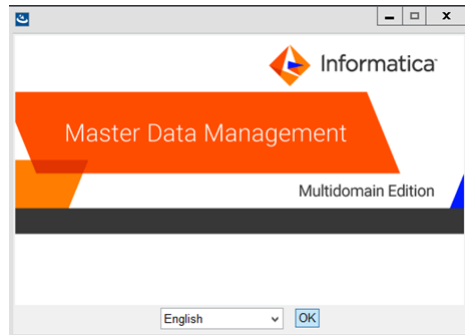 Informatica
Master Data Management
Multidomain Edition
English
OK